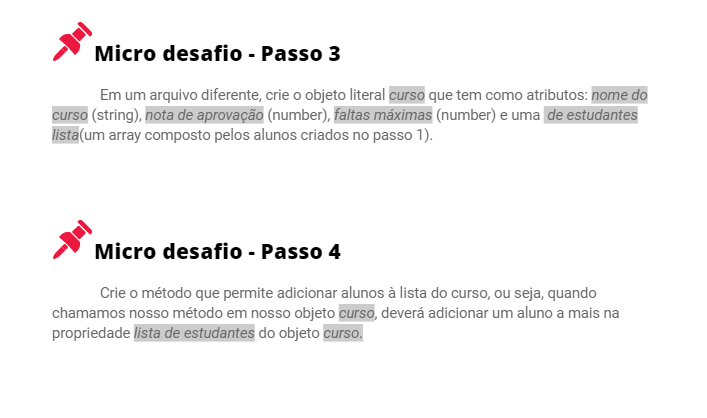 Micro desafio - Passo 3
Em um arquivo diferente, crie o objeto literal curso que tem como atributos: nome do
curso (string), nota de aprovação (number), faltas máximas (number) e uma de estudantes
lista(um array composto pelos alunos criados no passo 1).
Micro desafio - Passo 4
Crie o método que permite adicionar alunos à lista do curso, ou seja, quando
chamamos nosso método em nosso objeto curso, deverá adicionar um aluno a mais na
propriedade lista de estudantes do objeto curso.